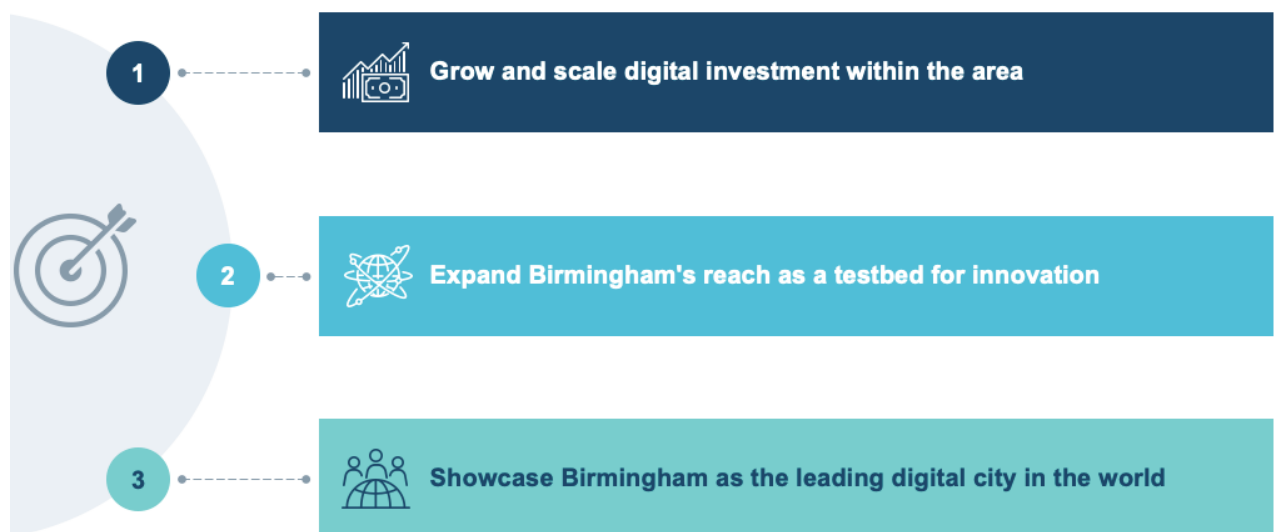 1
Grow and scale digital investment within the area
2
Expand Birmingham's reach as a testbed for innovation
3
Showcase Birmingham as the leading digital city in the world